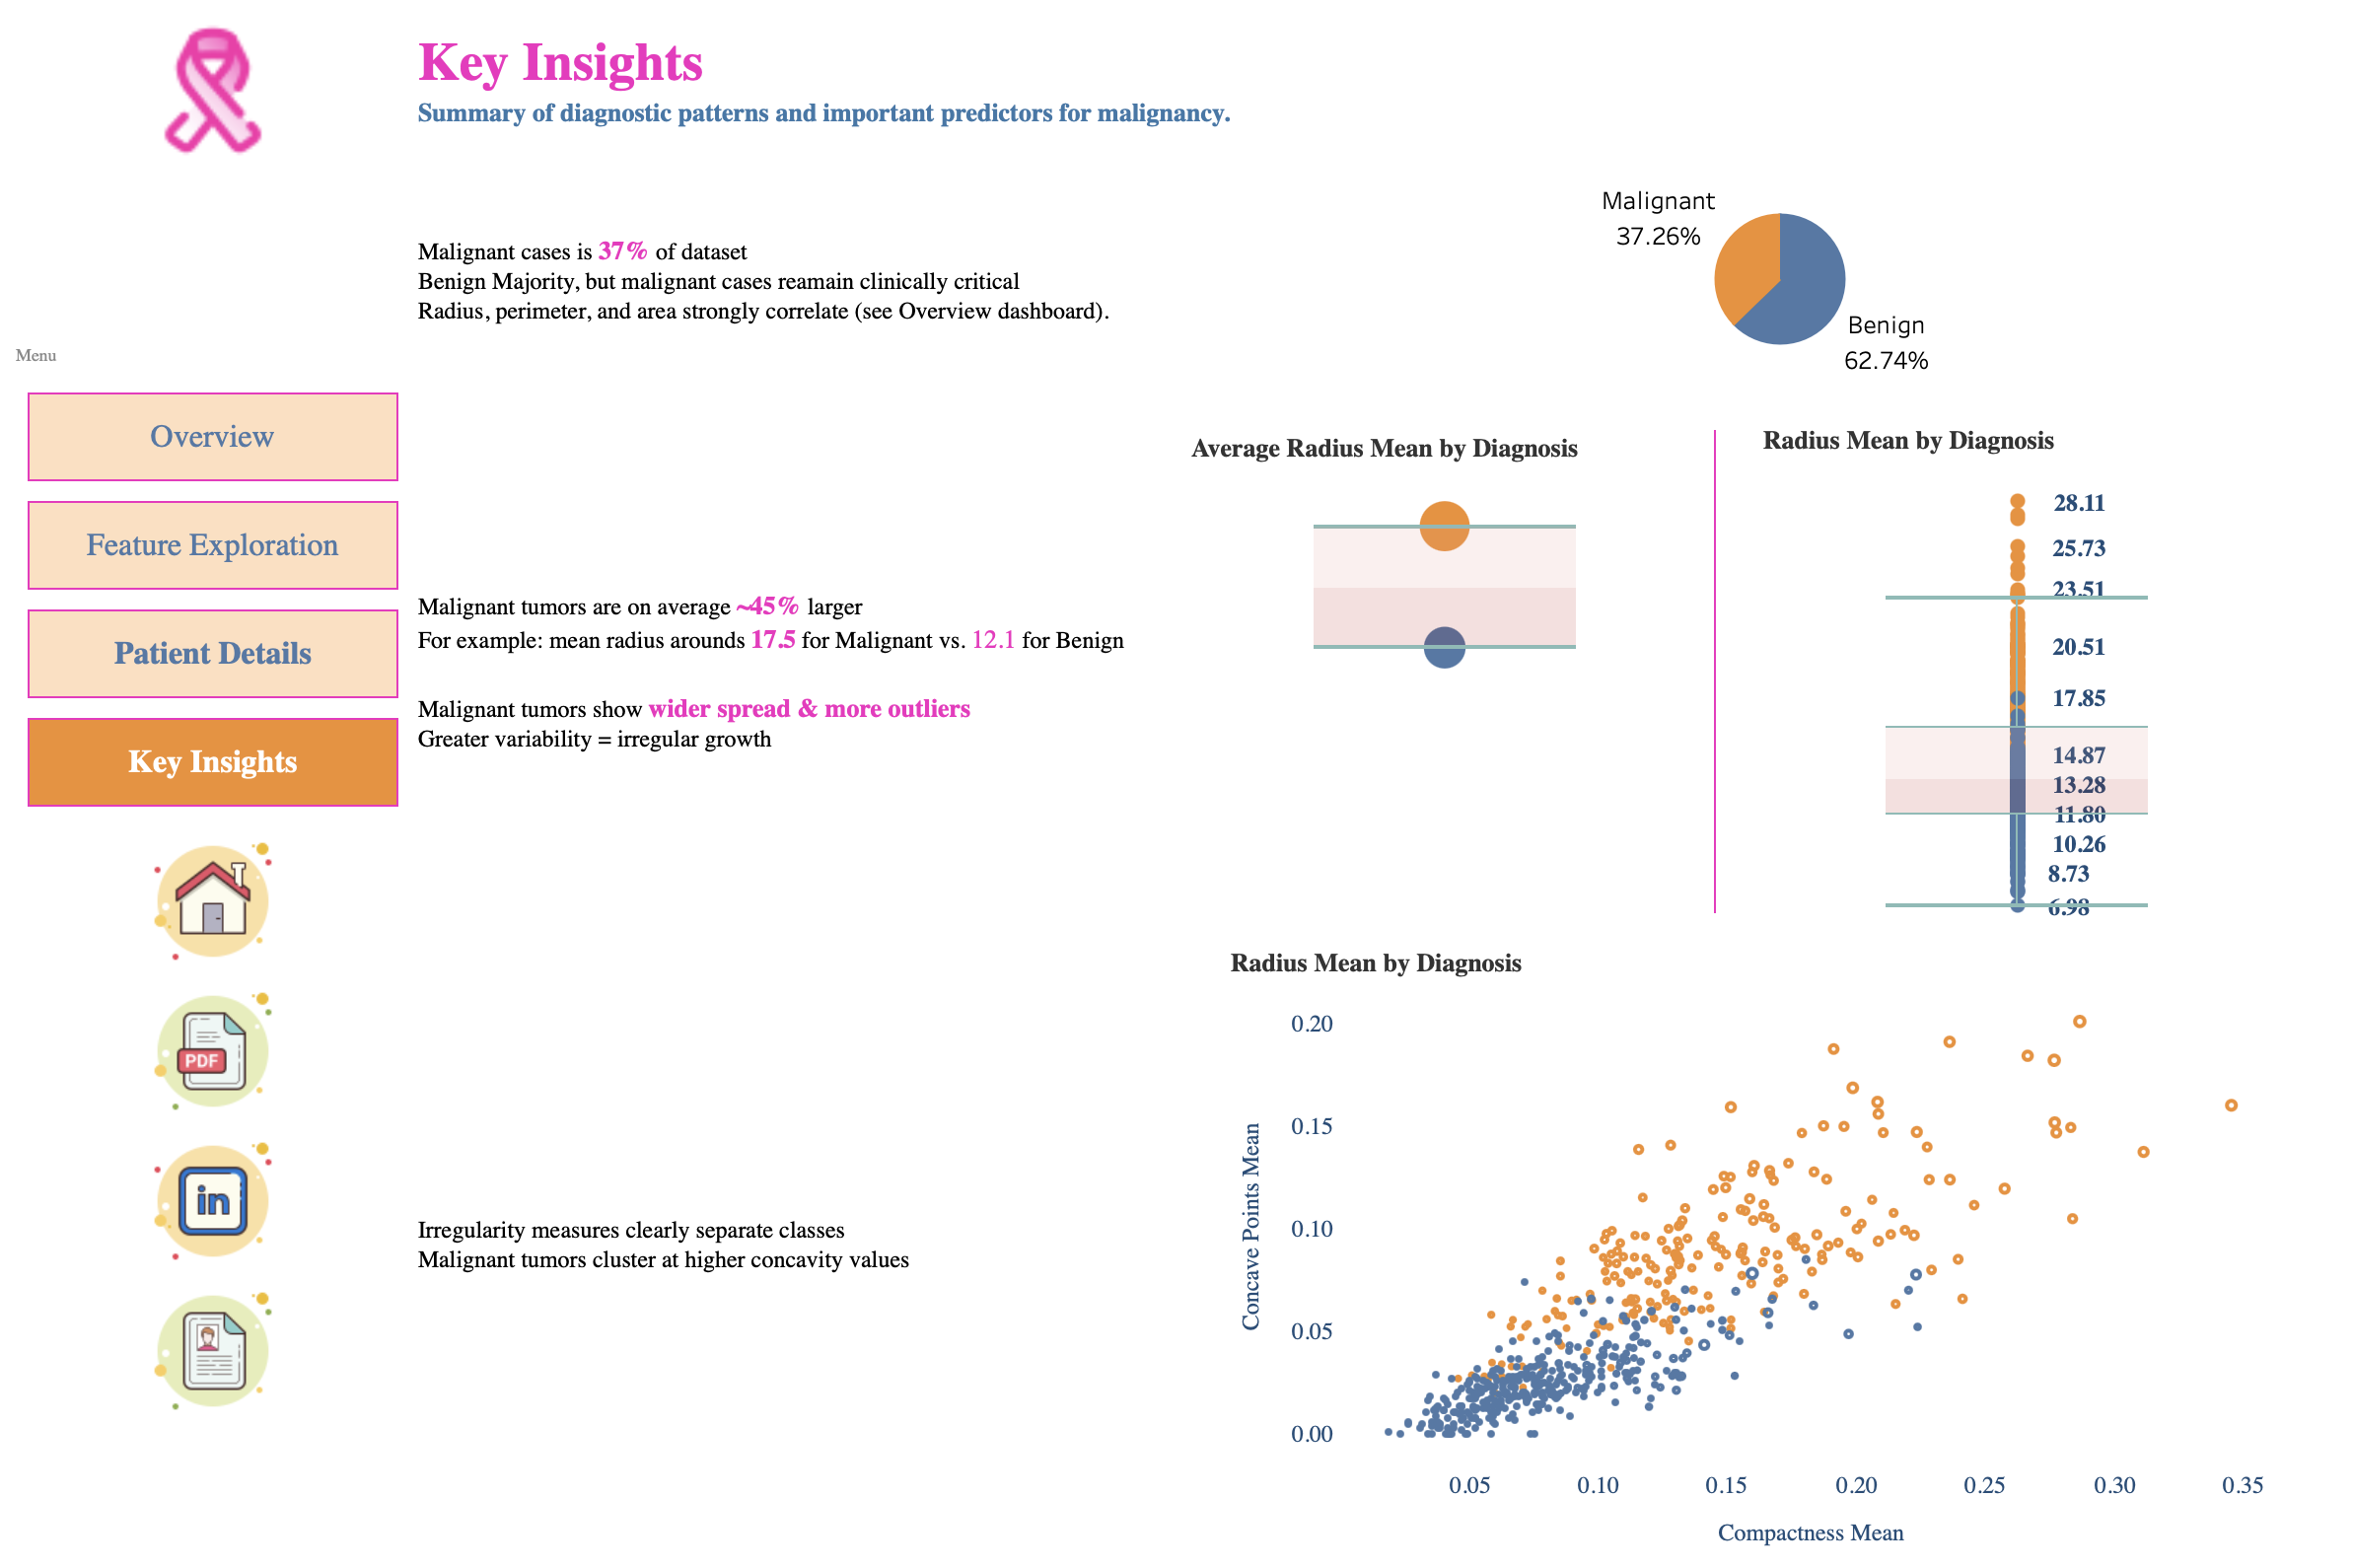 Key Insights
Summary of diagnostic patterns and important predictors for malignancy.
Malignant
37.26%
Benign
62.74%
Malignant cases is 37% of dataset
Benign Majority, but malignant cases reamain clinically critical
Radius, perimeter, and area strongly correlate (see Overview dashboard).
Menu
Overview
Feature Exploration
Patient Details
Key Insights
Malignant tumors are on average ~45% larger
For example: mean radius arounds 17.5 for Malignant vs. 12.1 for Benign
Malignant tumors show wider spread & more outliers
Greater variability = irregular growth
Average Radius Mean by Diagnosis
Radius Mean by Diagnosis
28.11
25.73
23.51
20.51
17.85
14.87
13.28
11.80
10.26
8.73
6.98
PDF
in
Irregularity measures clearly separate classes
Malignant tumors cluster at higher concavity values
Radius Mean by Diagnosis
Concave Points Mean
0.20
0.15
0.10
0.05
0.00
0.05 0.10 0.15 0.20 0.25 0.30 0.35
Compactness Mean